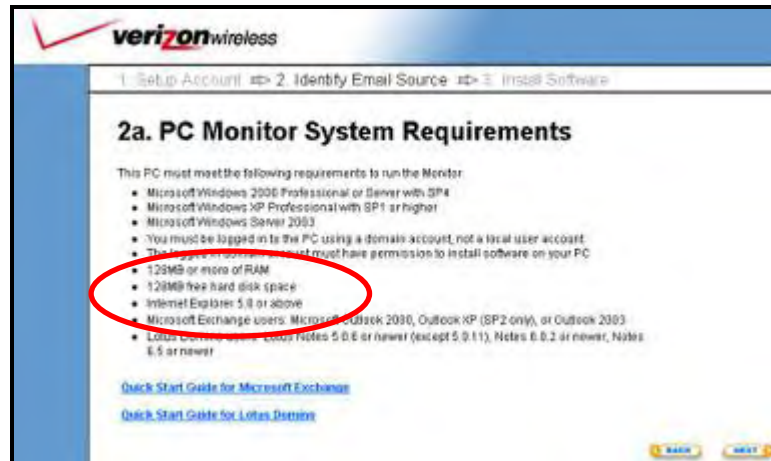 verizonwireless
1. Setup Account ⇨ 2. Identify Email Source ⇨ 3. Install Software
2a. PC Monitor System Requirements
This PC must meet the following requirements to run the Monitor
• Microsoft Windows 2000 Professional or Server with SP4
• Microsoft Windows XP Professional with SP1 or higher
• Microsoft Windows Server 2003
• You must be logged in to the PC using a domain account, not a local user account
• The logged in domain account must have permission to install software on your PC
• 128MB or more of RAM
• 128MB free hard disk space
• Internet Explorer 5.0 or above
• Microsoft Exchange users: Microsoft Outlook 2000, Outlook XP (SP2 only), or Outlook 2003
• Lotus Domino users: Lotus Notes 5.0.6 or newer (except 5.0.11), Notes 6.0.2 or newer, Notes
6.5 or newer
Quick Start Guide for Microsoft Exchange
Quick Start Guide for Lotus Domino
BACK NEXT